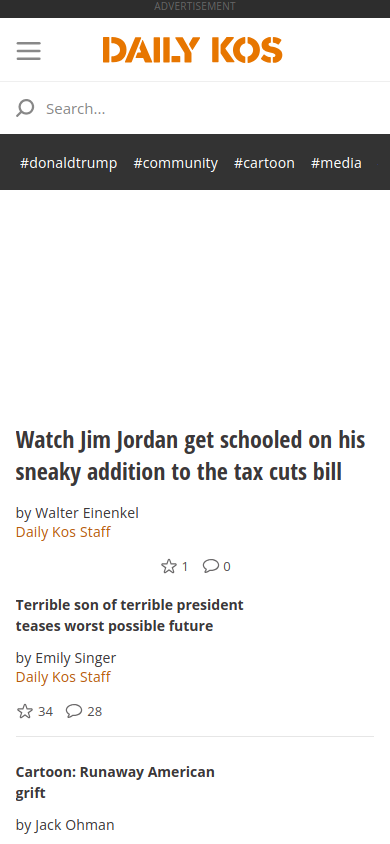 ADVERTISEMENT
DAILY KOS
Search...
#donaldtrump #community #cartoon #media
Watch Jim Jordan get schooled on his
sneaky addition to the tax cuts bill
by Walter Einenkel
Daily Kos Staff
1 0
Terrible son of terrible president
teases worst possible future
by Emily Singer
Daily Kos Staff
34 28
Cartoon: Runaway American
grift
by Jack Ohman